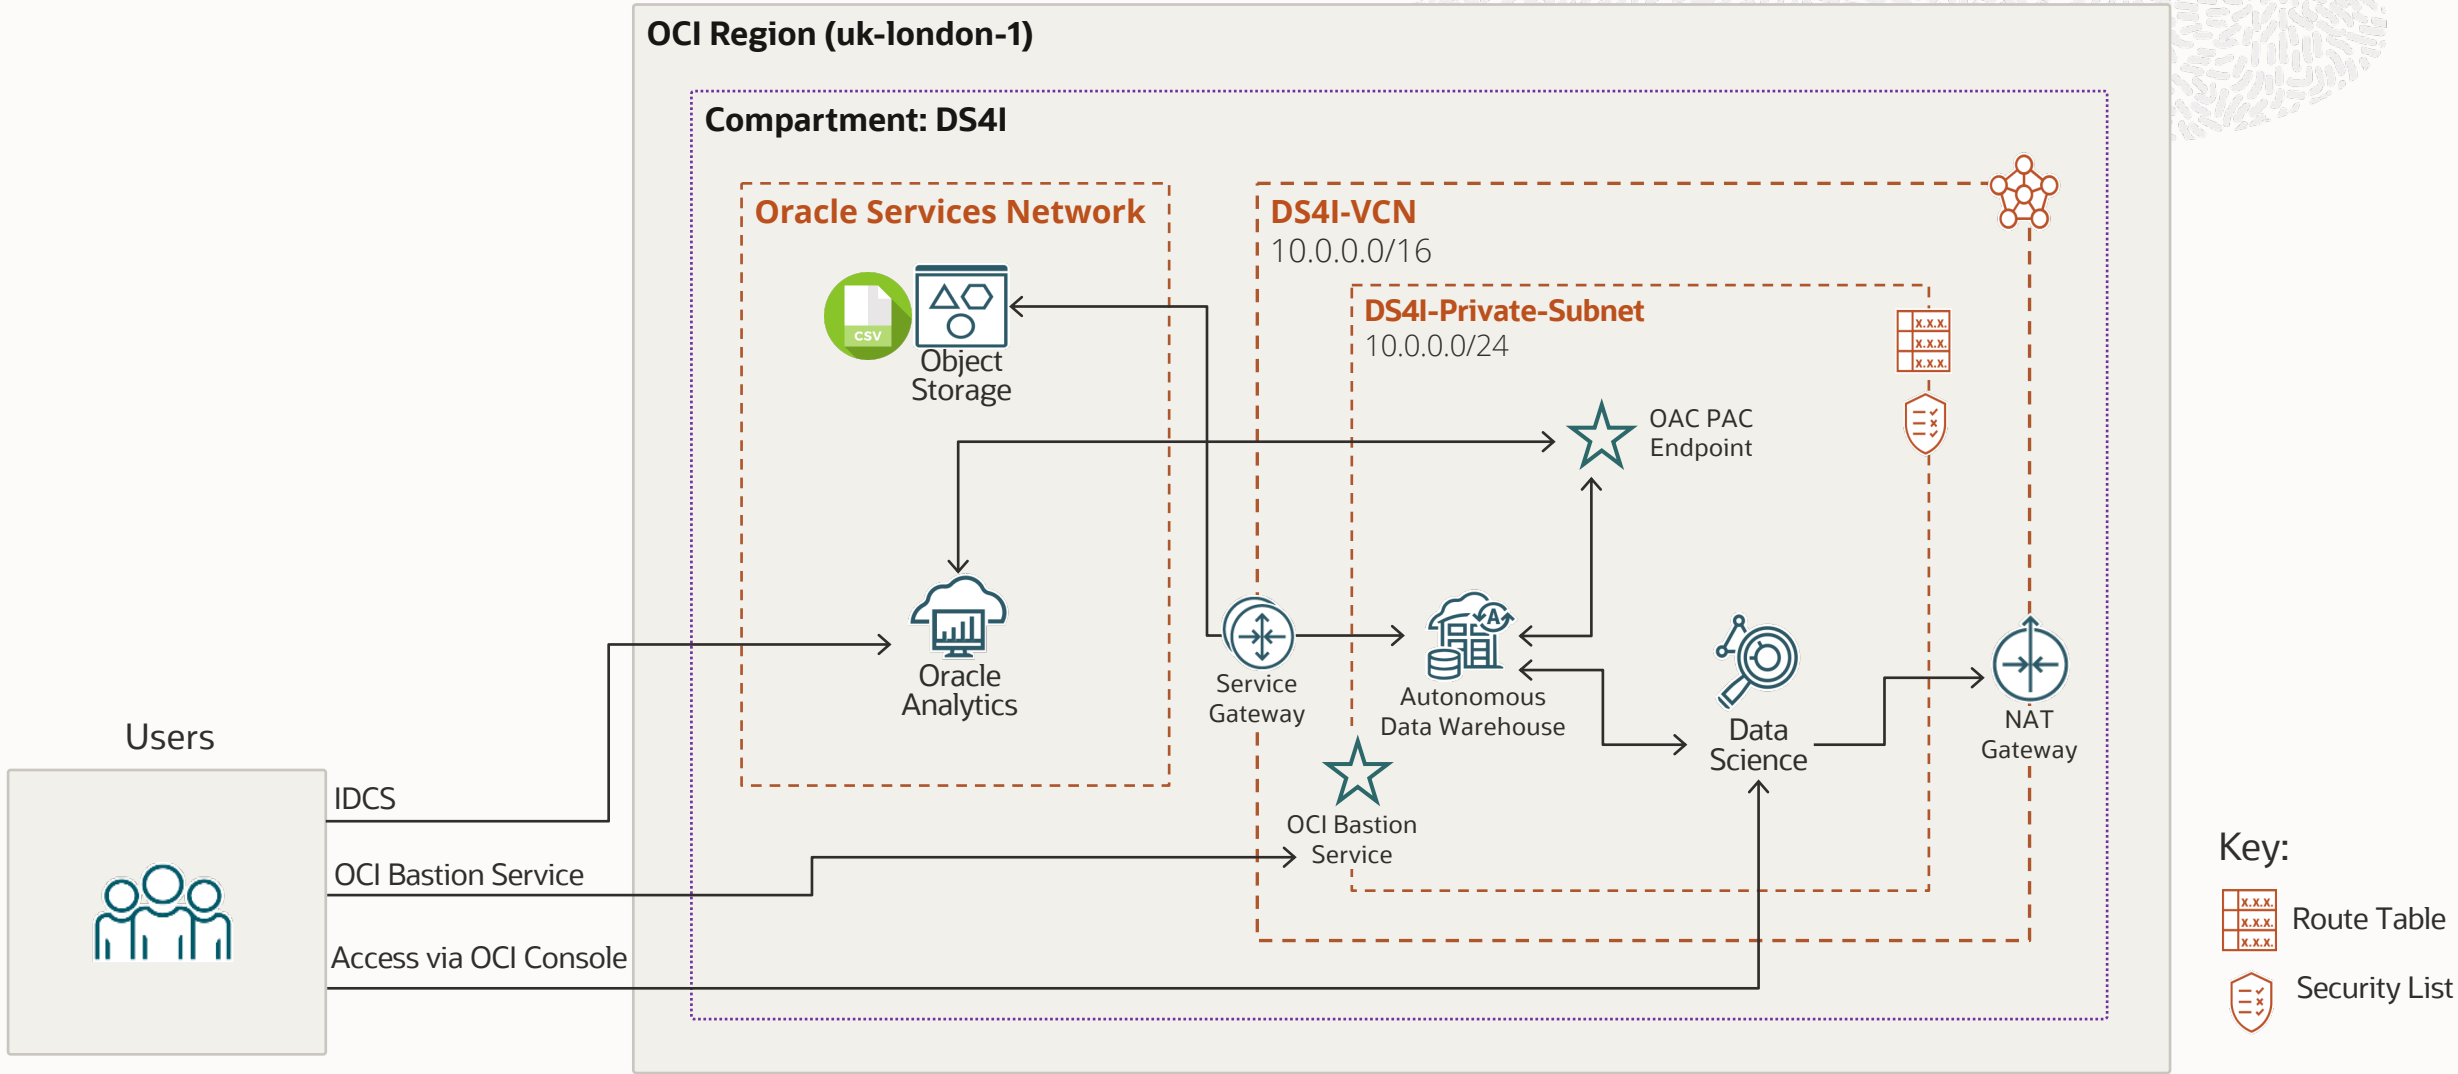 OCI Region (uk-london-1)
Compartment: DS4I
Oracle Services Network
CSV
Object
Storage
Oracle
Analytics
DS4I-VCN
10.0.0.0/16
DS4I-Private-Subnet
10.0.0.0/24
X.X.X.
X.X.X.
X.X.X.
OAC PAC
Endpoint
Service
Gateway
A
Autonomous
Data Warehouse
Data
Science
NAT
Gateway
OCI Bastion
Service
Users
IDCS
OCI Bastion Service
Access via OCI Console
Key:
X.X.X.
X.X.X.
X.X.X.
Route Table
Security List